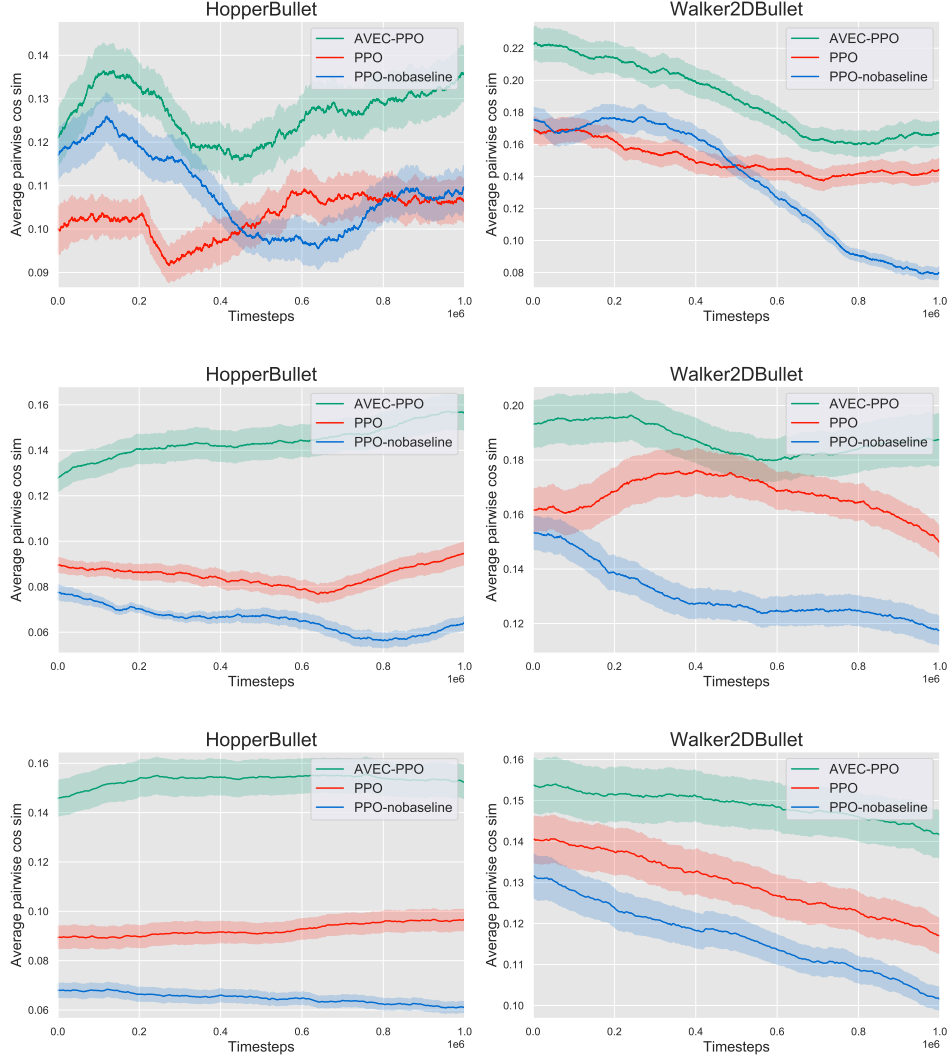 HopperBullet
Average pairwise cos sim
0.14
0.13
0.12
0.11
0.10
0.09
AVEC-PPO
PPO
PPO-nobaseline
0.0 0.2 0.4 0.6 0.8 1.0
1e6
Timesteps
Walker2DBullet
Average pairwise cos sim
0.22
0.20
0.18
0.16
0.14
0.12
0.10
0.08
AVEC-PPO
PPO
PPO-nobaseline
0.0 0.2 0.4 0.6 0.8 1.0
1e6
Timesteps
HopperBullet
Average pairwise cos sim
0.16
0.14
0.12
0.10
0.08
0.06
AVEC-PPO
PPO
PPO-nobaseline
0.0 0.2 0.4 0.6 0.8 1.0
1e6
Timesteps
Walker2DBullet
Average pairwise cos sim
0.20
0.18
0.16
0.14
0.12
AVEC-PPO
PPO
PPO-nobaseline
0.0 0.2 0.4 0.6 0.8 1.0
1e6
Timesteps
HopperBullet
Average pairwise cos sim
0.16
0.14
0.12
0.10
0.08
0.06
AVEC-PPO
PPO
PPO-nobaseline
0.0 0.2 0.4 0.6 0.8 1.0
1e6
Timesteps
Walker2DBullet
Average pairwise cos sim
0.16
0.15
0.14
0.13
0.12
0.11
0.10
AVEC-PPO
PPO
PPO-nobaseline
0.0 0.2 0.4 0.6 0.8 1.0
1e6
Timesteps